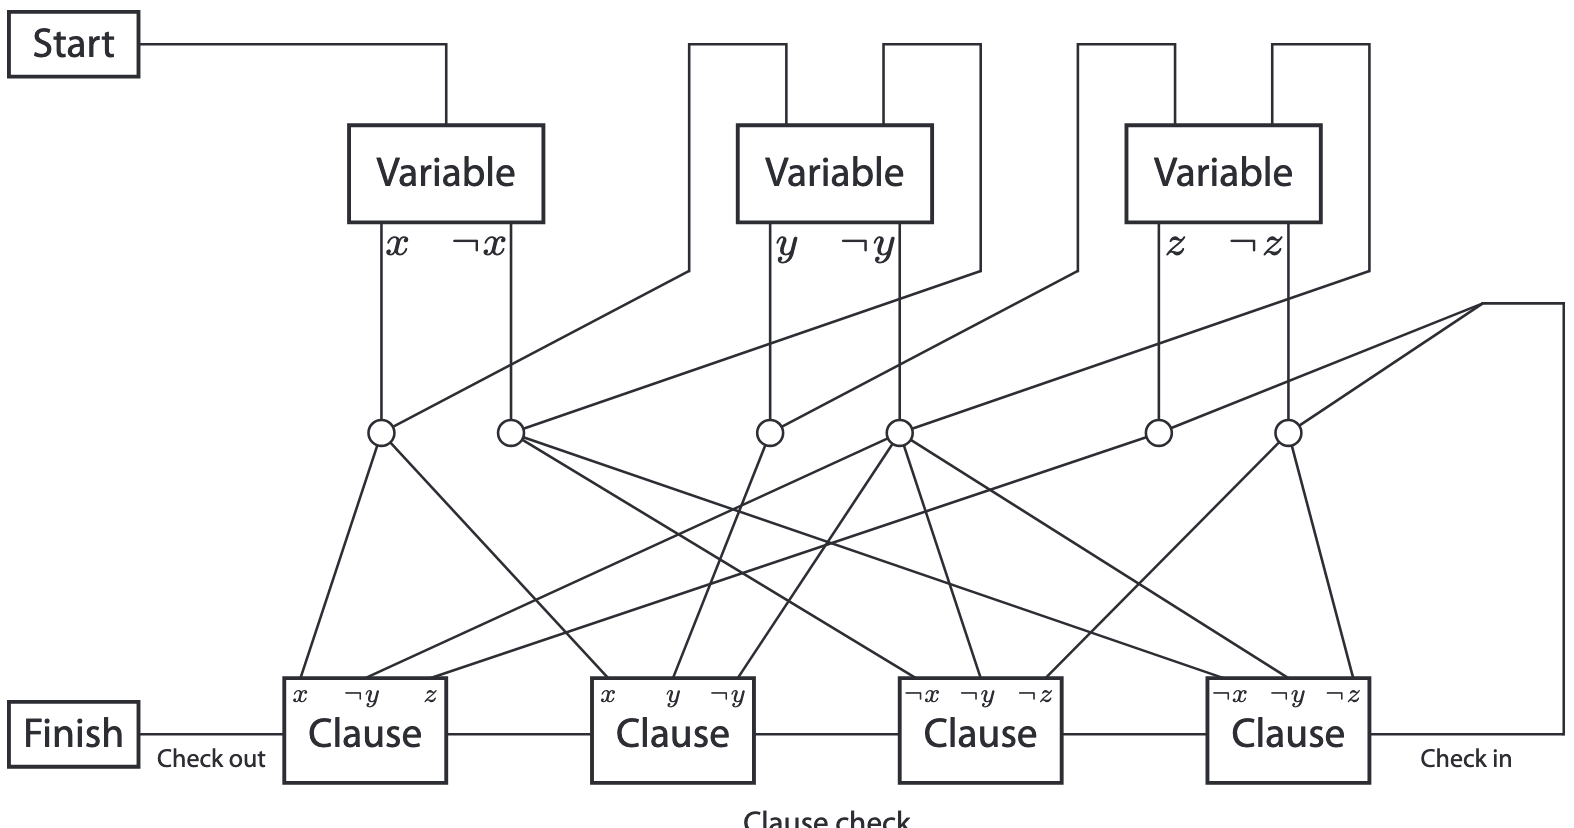 Start
Variable
Variable
Variable
x ¬x
y ¬y
z ¬z
x ¬y z
x y ¬y
¬x ¬y ¬z
¬x ¬y ¬z
Finish
Clause
Clause
Clause
Clause
Check out
Check in
Clause check